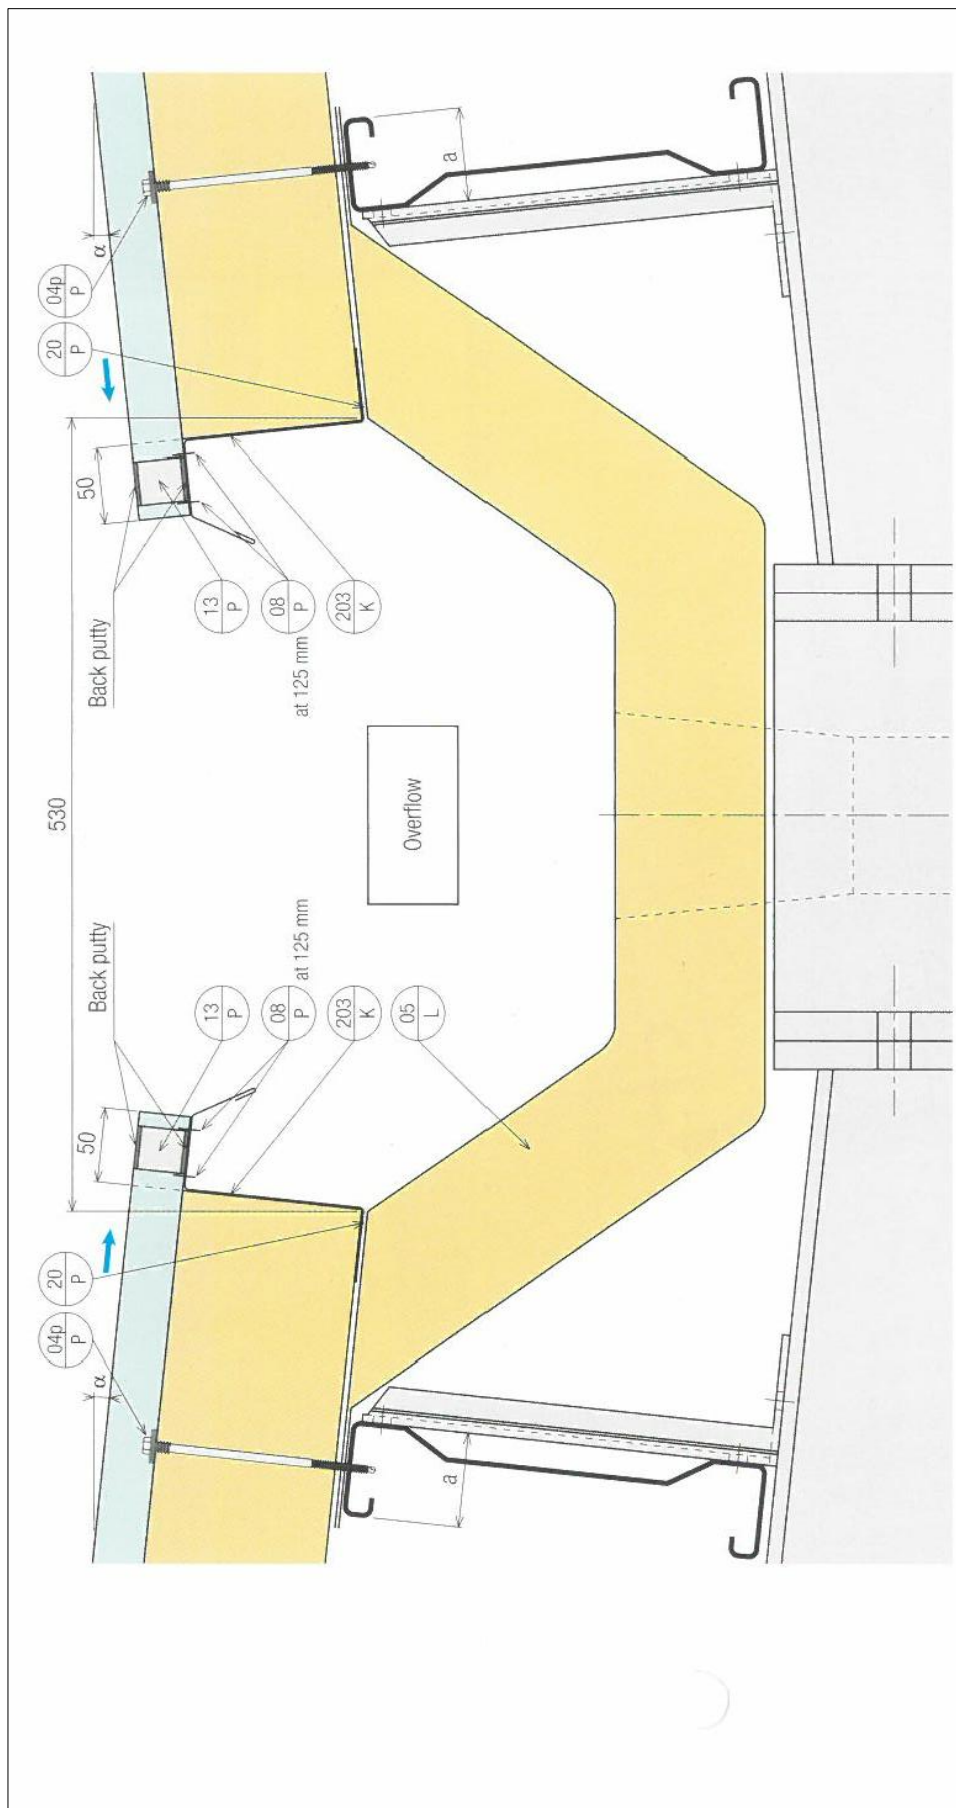 04p
P
20
P
20
P
04p
P
530
α
50
50
α
Back putty
Back putty
13
P
13
P
08
P
08
P
at 125 mm
at 125 mm
203
K
203
K
05
L
Overflow
a
a